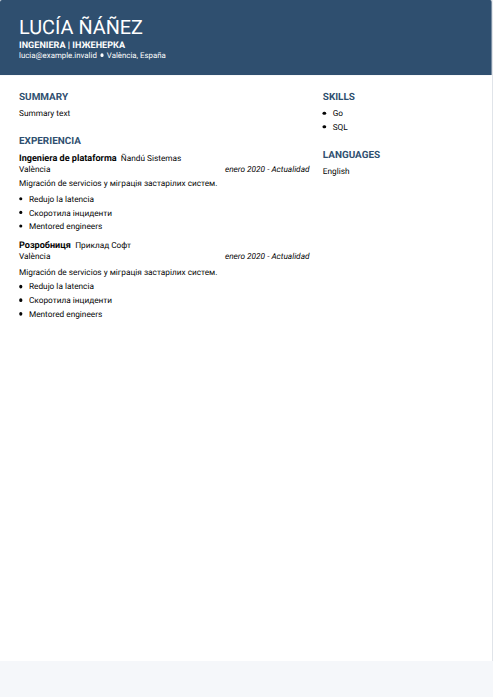 LUCÍA ÑÁÑEZ
INGENIERA | ІНЖЕНЕРКА
lucia@example.invalid ♦ València, España
SUMMARY
Summary text
EXPERIENCIA
Ingeniera de plataforma Ñandú Sistemas
València enero 2020 - Actualidad
Migración de servicios y міграція застарілих систем.
• Redujo la latencia
• Скоротила інциденти
• Mentored engineers
Розробниця Приклад Софт
València enero 2020 - Actualidad
Migración de servicios y міграція застарілих систем.
• Redujo la latencia
• Скоротила інциденти
• Mentored engineers
SKILLS
• Go
• SQL
LANGUAGES
English